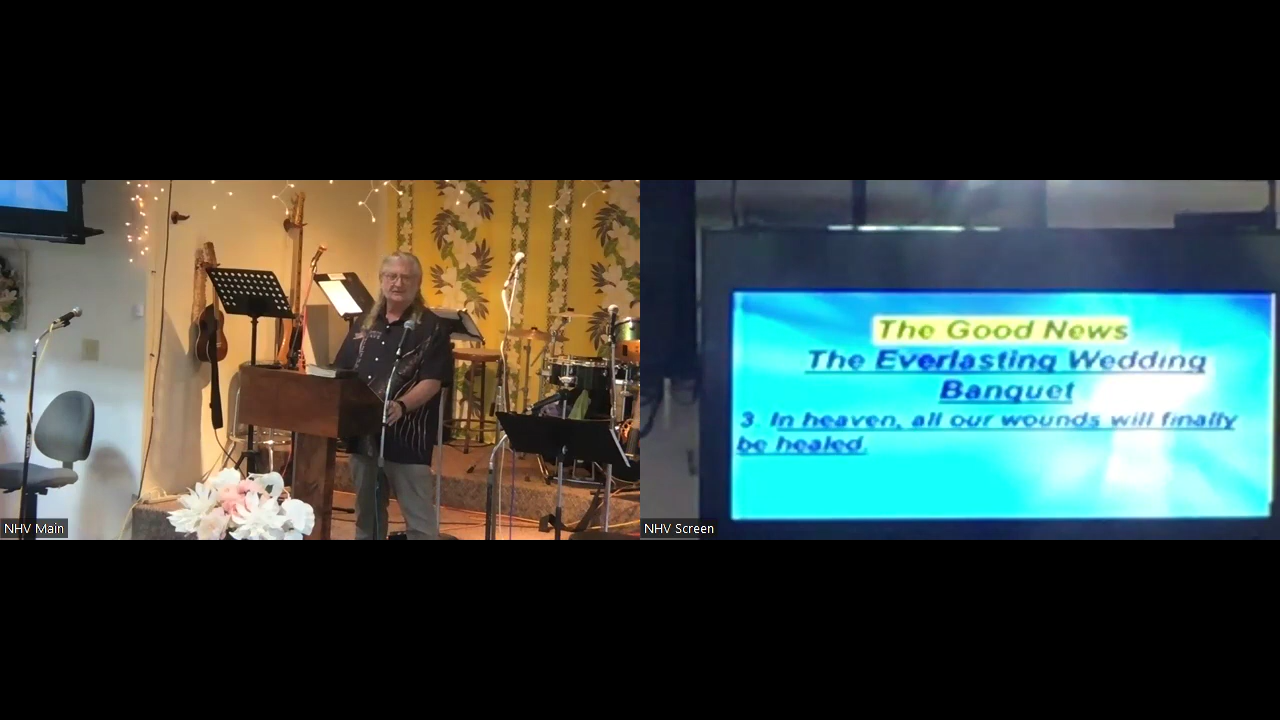 The Good News
The Everlasting Wedding
Banquet
3. In heaven, all our wounds will finally
be healed.
NHV Main
NHV Screen